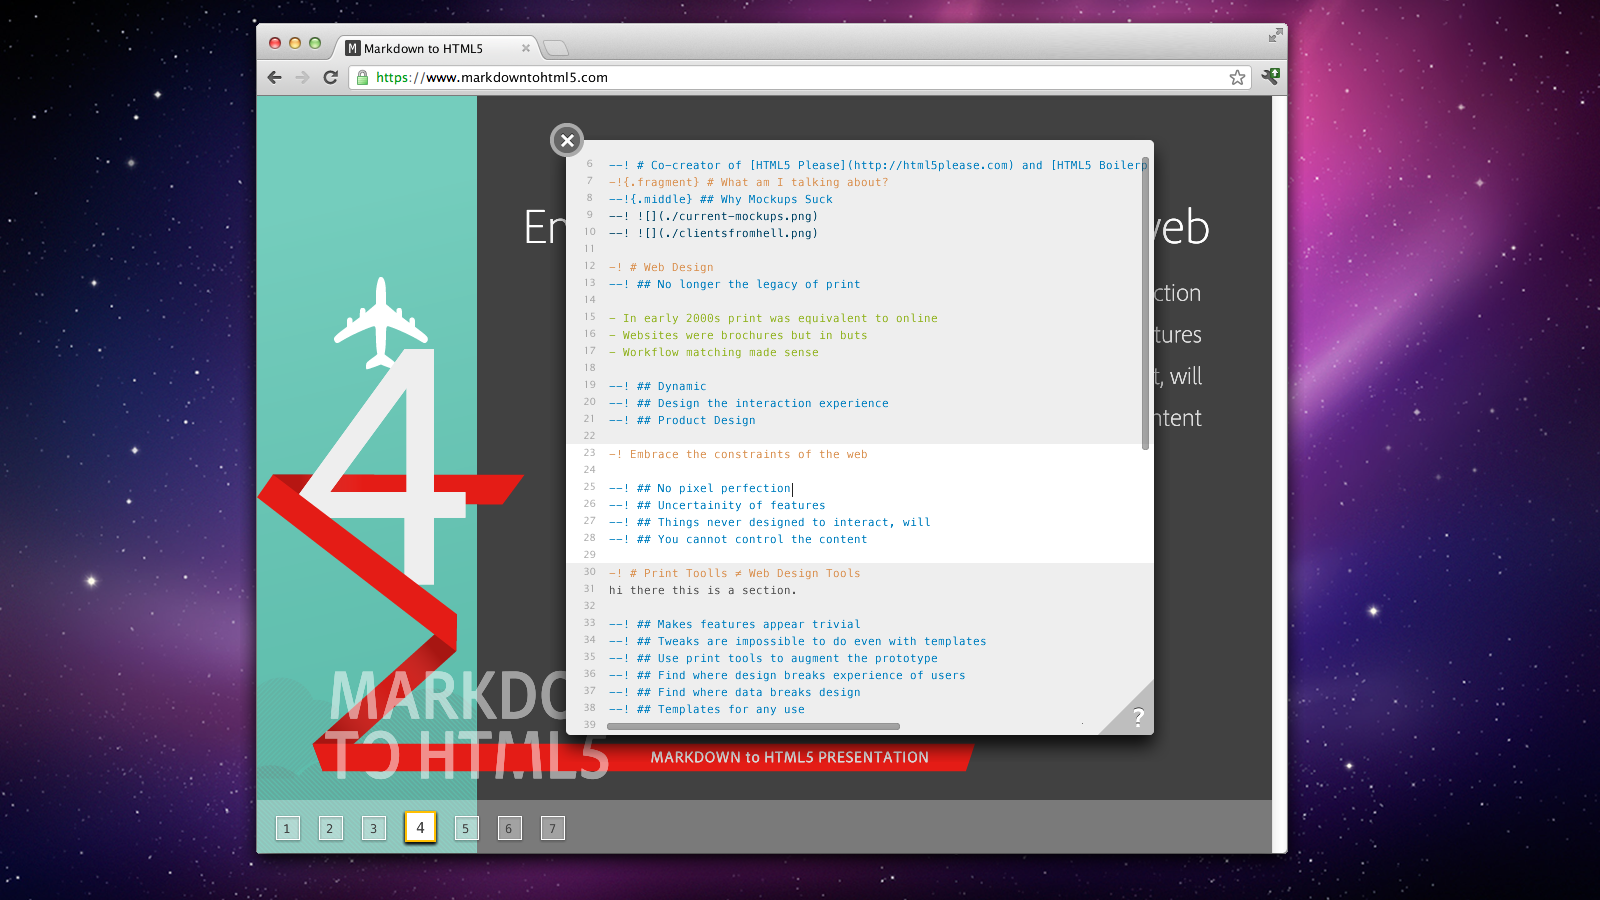 M Markdown to HTML5
https://www.markdowntohtml5.com
En
web
ction
tures
t, will
ntent
6 --! # Co-creator of [HTML5 Please](http://html5please.com) and [HTML5 Boilerp
7 -!{.fragment} # What am I talking about?
8 --!{.middle} ## Why Mockups Suck
9 --! ![](./current-mockups.png)
10 --! ![](./clientsfromhell.png)
11
12 -! # Web Design
13 --! ## No longer the legacy of print
14
15 - In early 2000s print was equivalent to online
16 - Websites were brochures but in buts
17 - Workflow matching made sense
18
19 --! ## Dynamic
20 --! ## Design the interaction experience
21 --! ## Product Design
22
23 -! Embrace the constraints of the web
24
25 --! ## No pixel perfection
26 --! ## Uncertainity of features
27 --! ## Things never designed to interact, will
28 --! ## You cannot control the content
29
30 -! # Print Toolls ≠ Web Design Tools
31 hi there this is a section.
32
33 --! ## Makes features appear trivial
34 --! ## Tweaks are impossible to do even with templates
35 --! ## Use print tools to augment the prototype
36 --! ## Find where design breaks experience of users
37 --! ## Find where data breaks design
38 --! ## Templates for any use
39
?
4
MARKDO
TO HTML5
MARKDOWN to HTML5 PRESENTATION
1 2 3 4 5 6 7